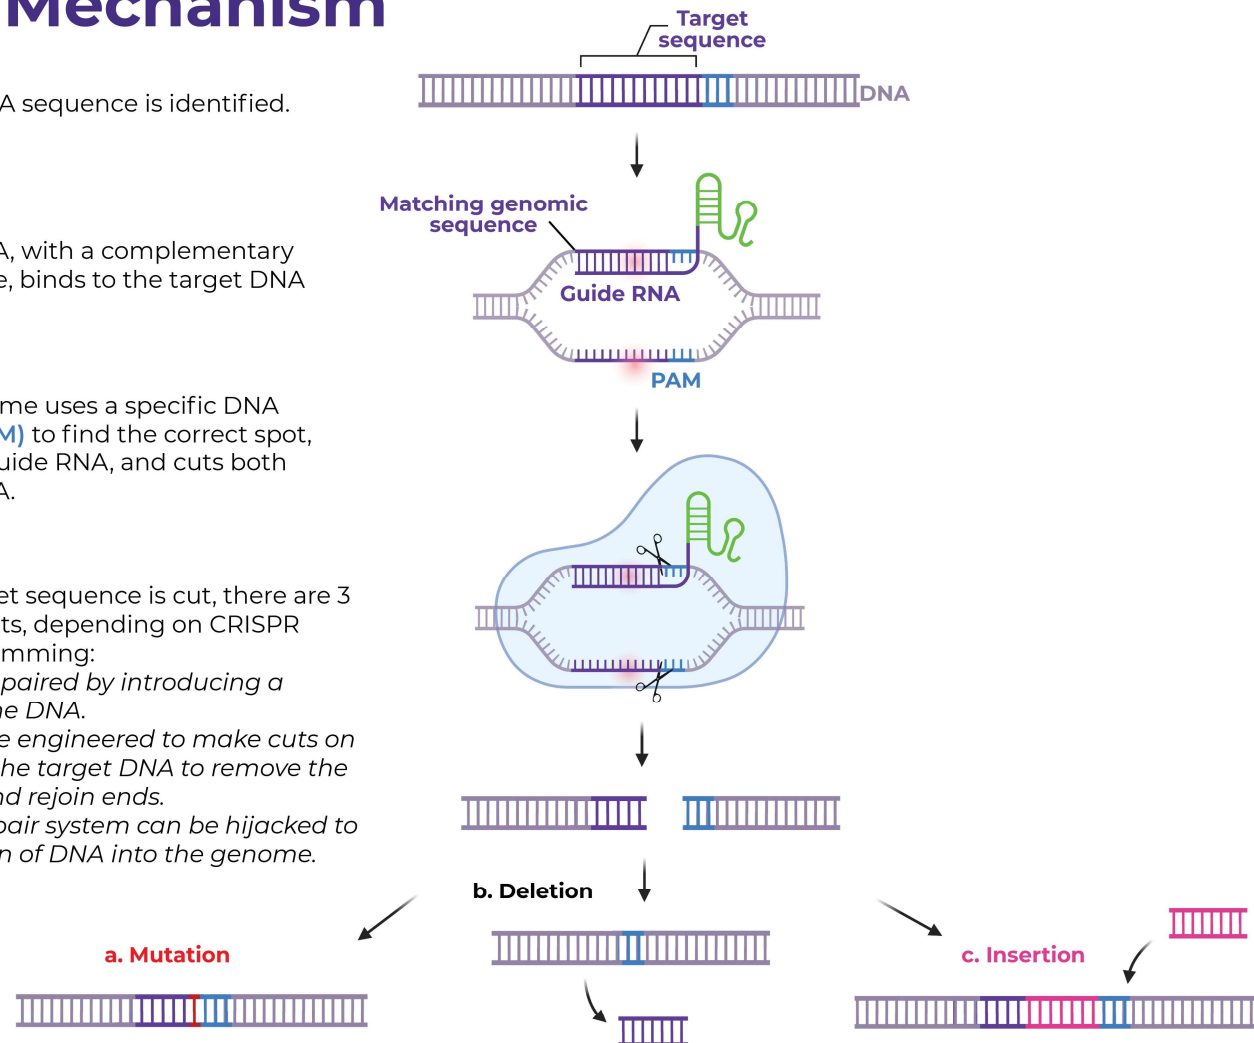 Mechanism
A sequence is identified.
A, with a complementary
e, binds to the target DNA
me uses a specific DNA
M) to find the correct spot,
uide RNA, and cuts both
A.
et sequence is cut, there are 3
ts, depending on CRISPR
mming:
paired by introducing a
ne DNA.
e engineered to make cuts on
he target DNA to remove the
nd rejoin ends.
pair system can be hijacked to
n of DNA into the genome.
Target
sequence
DNA
Matching genomic
sequence
Guide RNA
PAM
a. Mutation
b. Deletion
c. Insertion